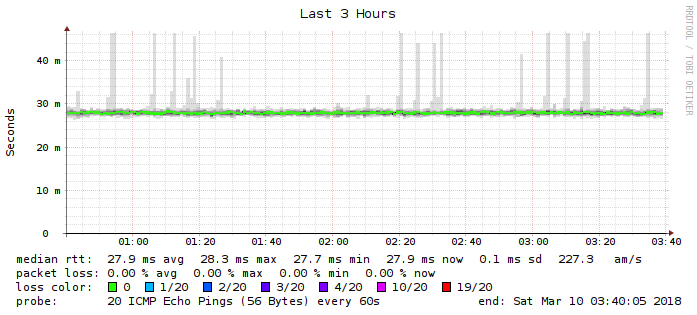 Last 3 Hours
RRDTOOL / TOBI OETIKER
Seconds
40 m
30 m
20 m
10 m
0
01:00 01:20 01:40 02:00 02:20 02:40 03:00 03:20 03:40
median rtt: 27.9 ms avg 28.3 ms max 27.7 ms min 27.9 ms now 0.1 ms sd 227.3 am/s
packet loss: 0.00 % avg 0.00 % max 0.00 % min 0.00 % now
loss color: 0 1/20 2/20 3/20 4/20 10/20 19/20
probe: 20 ICMP Echo Pings (56 Bytes) every 60s end: Sat Mar 10 03:40:05 2018